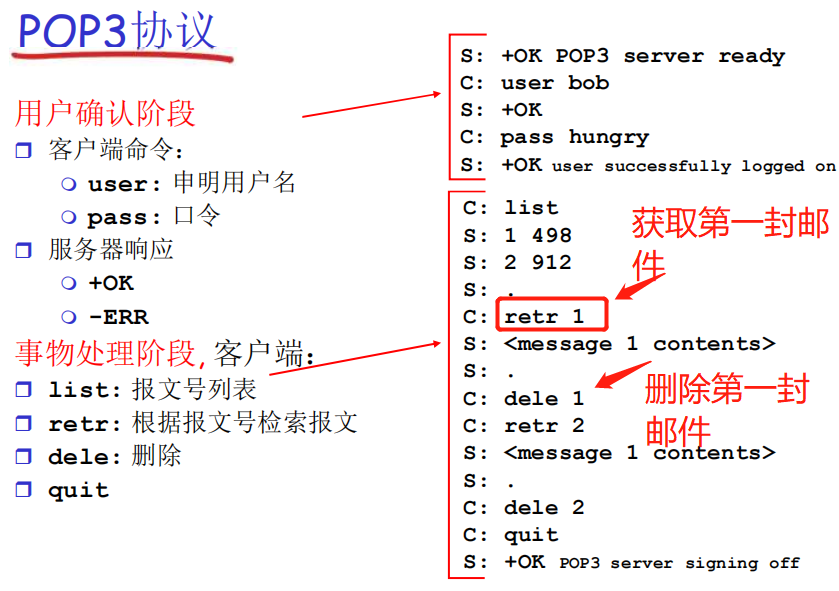 POP3协议
用户确认阶段
客户端命令:
user: 申明用户名
pass: 口令
服务器响应
+OK
-ERR
事物处理阶段, 客户端:
list: 报文号列表
retr: 根据报文号检索报文
dele: 删除
quit
S: +OK POP3 server ready
C: user bob
S: +OK
C: pass hungry
S: +OK user successfully logged on
C: list
S: 1 498
S: 2 912
S: .
C: retr 1
S: <message 1 contents>
S: .
C: dele 1
C: retr 2
S: <message 1 contents>
S: .
C: dele 2
C: quit
S: +OK POP3 server signing off
获取第一封邮
件
删除第一封
邮件